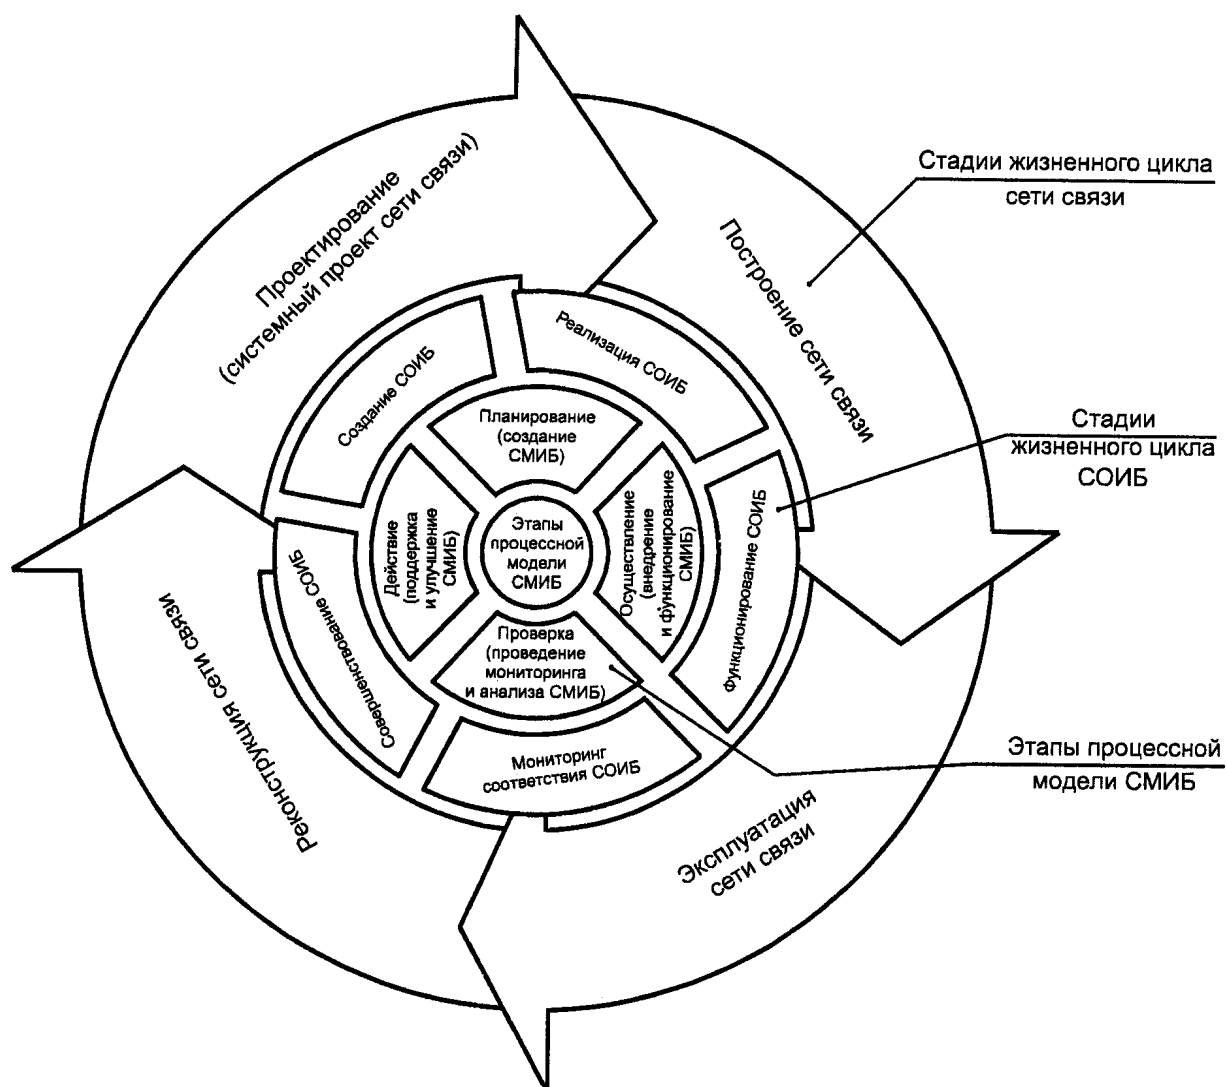 Проектирование
(системный проект сети связи)
Стадии жизненного цикла
сети связи
Построение сети связи
Создание СОИБ
Реализация СОИБ
Стадии
жизненного цикла
СОИБ
Планирование
(создание
СМИБ)
Действие
(поддержка
и улучшение
СМИБ)
Этапы
процессной
модели
СМИБ
Осуществление
(внедрение
и функционирование
СМИБ)
Функционирование СОИБ
Совершенствование СОИБ
Реконструкция сети связи
Проверка
(проведение
мониторинга
и анализа СМИБ)
Мониторинг
соответствия СОИБ
Этапы процессной
модели СМИБ
Эксплуатация
сети связи